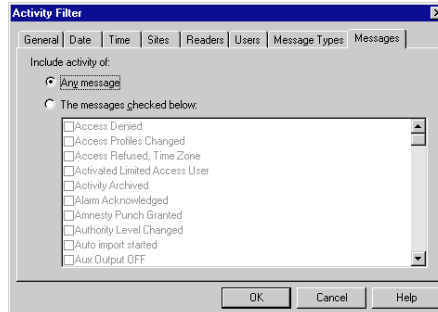 Activity Filter
General Date Time Sites Readers Users Message Types Messages
Include activity of:
Any message
The messages checked below:
Access Denied
Access Profiles Changed
Access Refused, Time Zone
Activated Limited Access User
Activity Archived
Alarm Acknowledged
Amnesty Punch Granted
Authority Level Changed
Auto import started
Aux Output OFF
OK Cancel Help